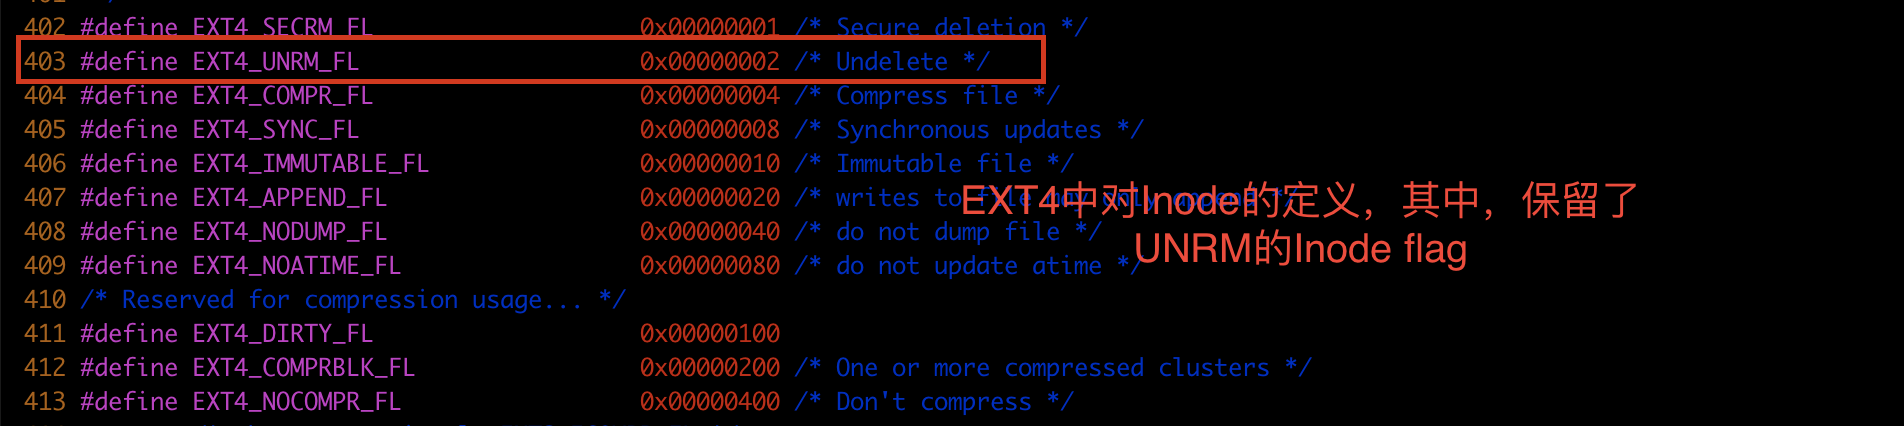 402 #define EXT4_SECRM_FL 0x00000001 /* Secure deletion */
403 #define EXT4_UNRM_FL 0x00000002 /* Undelete */
404 #define EXT4_COMPR_FL 0x00000004 /* Compress file */
405 #define EXT4_SYNC_FL 0x00000008 /* Synchronous updates */
406 #define EXT4_IMMUTABLE_FL 0x00000010 /* Immutable file */
407 #define EXT4_APPEND_FL 0x00000020 /* writes to file may only append */
EXT4中对Inode的定义，其中，保留了
408 #define EXT4_NODUMP_FL 0x00000040 /* do not dump file */
UNRM的Inode flag
409 #define EXT4_NOATIME_FL 0x00000080 /* do not update atime */
410 /* Reserved for compression usage... */
411 #define EXT4_DIRTY_FL 0x00000100
412 #define EXT4_COMPRBLK_FL 0x00000200 /* One or more compressed clusters */
413 #define EXT4_NOCOMPR_FL 0x00000400 /* Don't compress */